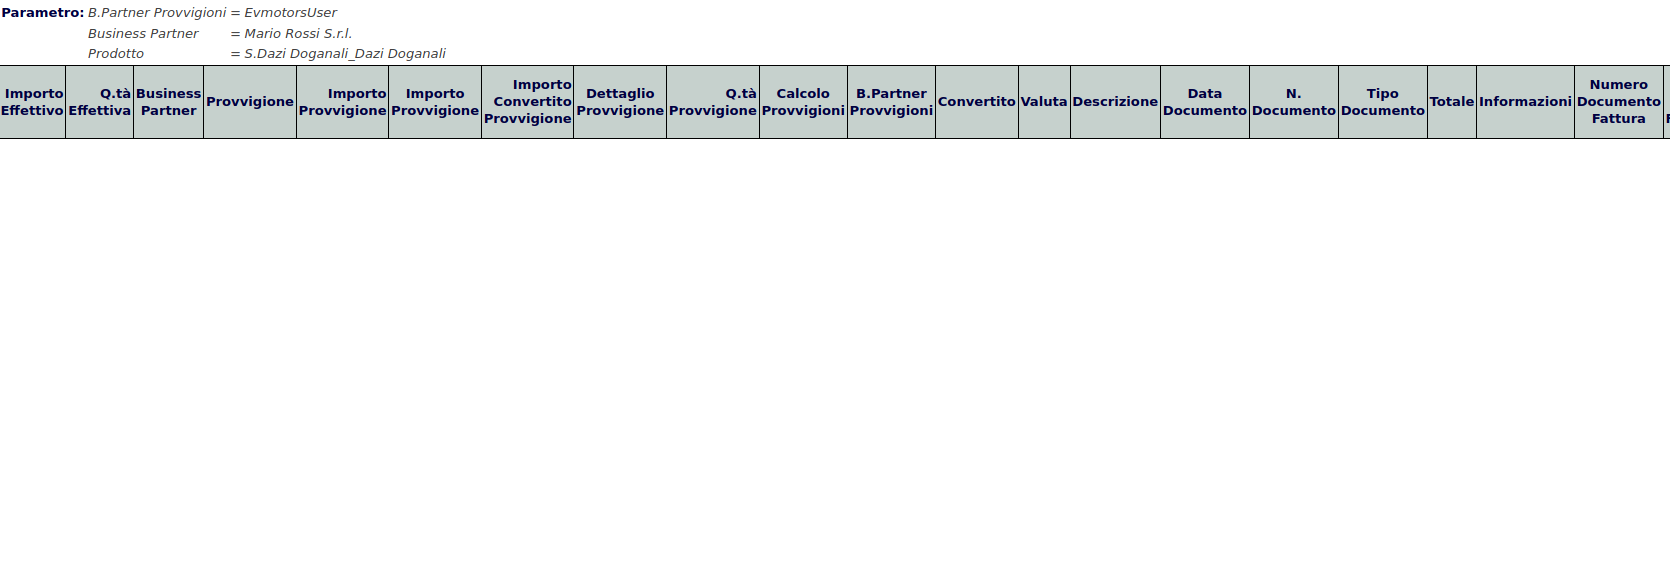 Parametro: B.Partner Provvigioni = EvmotorsUser
Business Partner = Mario Rossi S.r.l.
Prodotto = S.Dazi Doganali_Dazi Doganali
Importo Effettivo
Q.tà Effettiva
Business Partner
Provvigione
Importo Provvigione
Importo Provvigione
Importo Convertito Provvigione
Dettaglio Provvigione
Q.tà Provvigione
Calcolo Provvigioni
B.Partner Provvigioni
Convertito
Valuta
Descrizione
Data Documento
N. Documento
Tipo Documento
Totale
Informazioni
Numero Documento Fattura